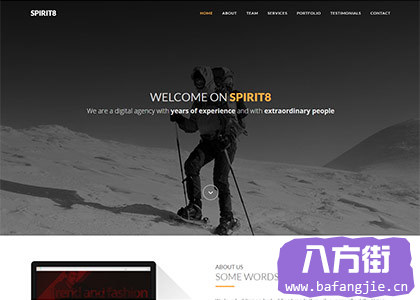 SPIRIT8
HOME ABOUT TEAM SERVICES PORTFOLIO TESTIMONIALS CONTACT
WELCOME ON SPIRIT8
We are a digital agency with years of experience and with extraordinary people
Trend and fashion
ABOUT US
SOME WORDS
八方街
www.bafangjie.cn